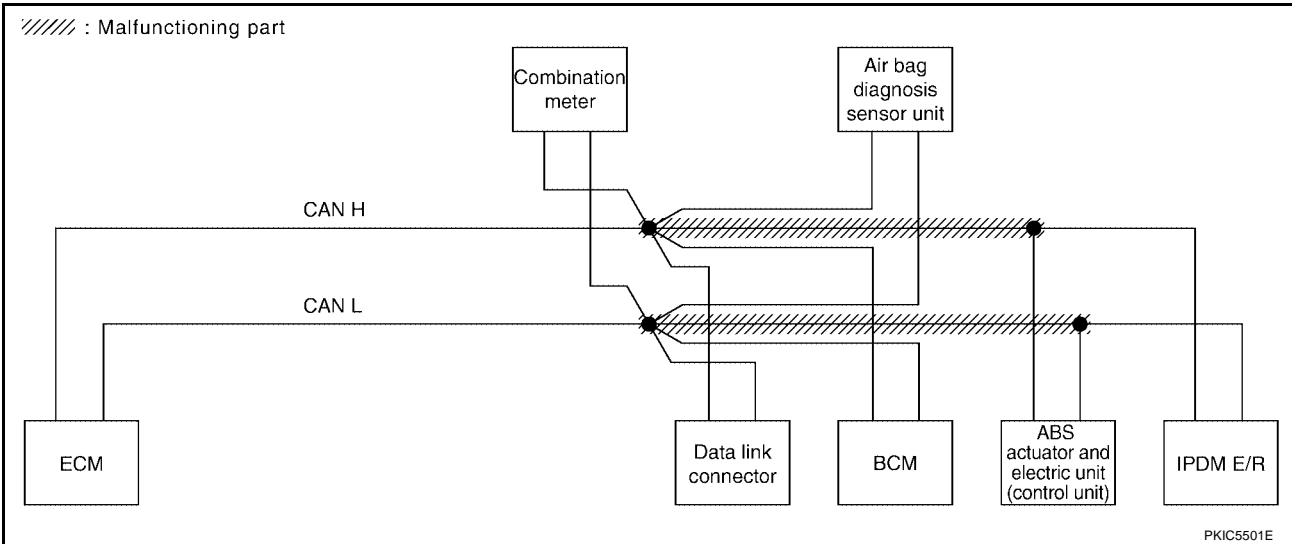 : Malfunctioning part
Combination
meter
Air bag
diagnosis
sensor unit
CAN H
CAN L
ECM
Data link
connector
BCM
ABS
actuator and
electric unit
(control unit)
IPDM E/R
PKIC5501E